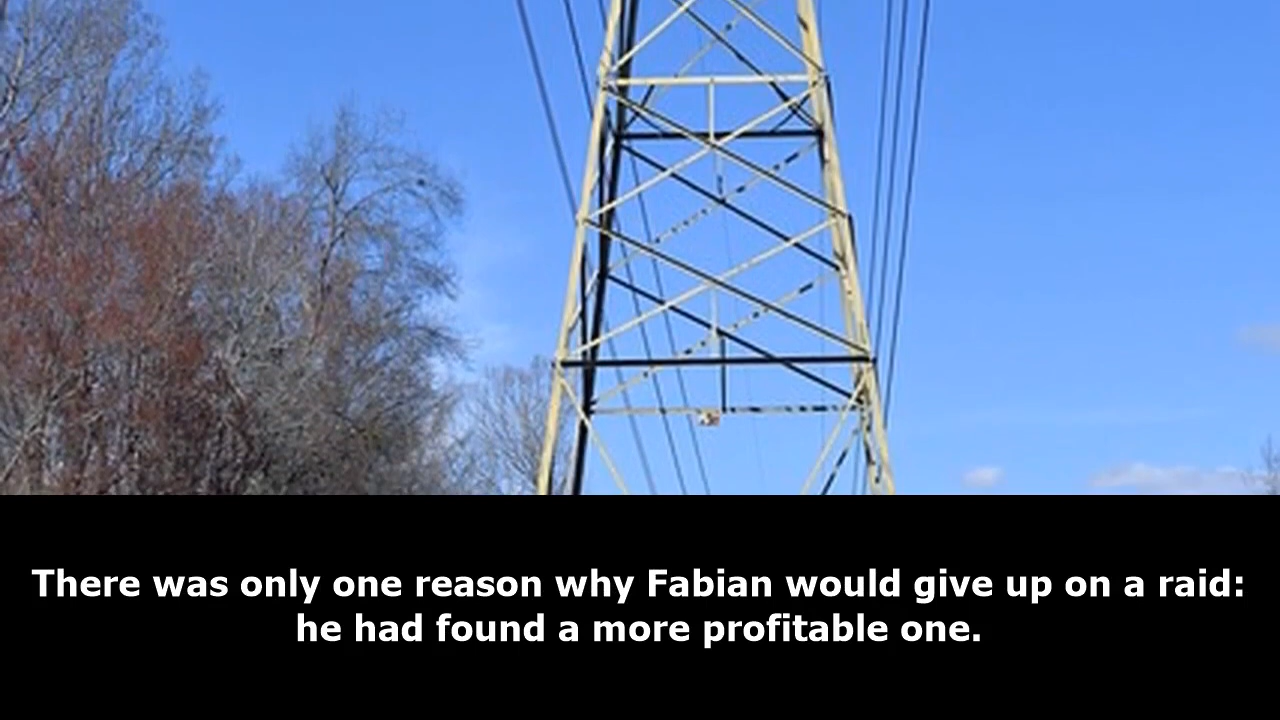 There was only one reason why Fabian would give up on a raid:
he had found a more profitable one.